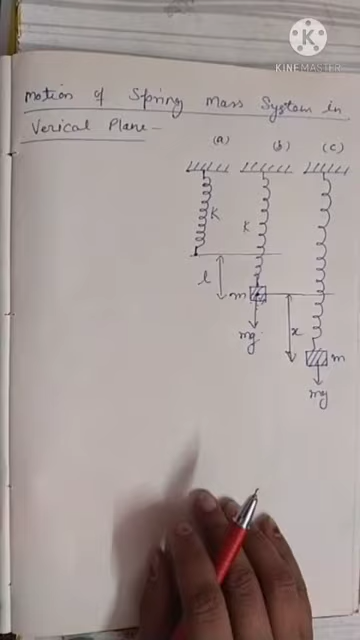 KINEMASTER
Motion of Spring Mass System in
Verical Plane -
(a) (b) (c)
K
K
l
m
mg
x
m
mg